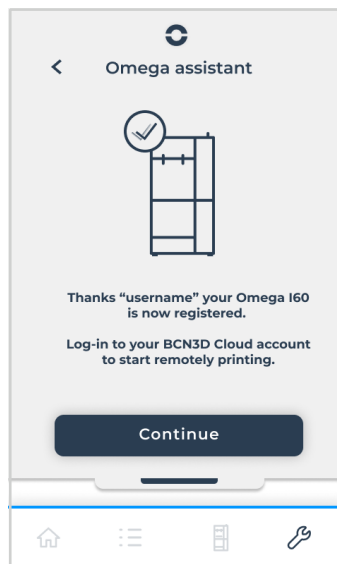 Omega assistant
Thanks “username” your Omega I60
is now registered.
Log-in to your BCN3D Cloud account
to start remotely printing.
Continue